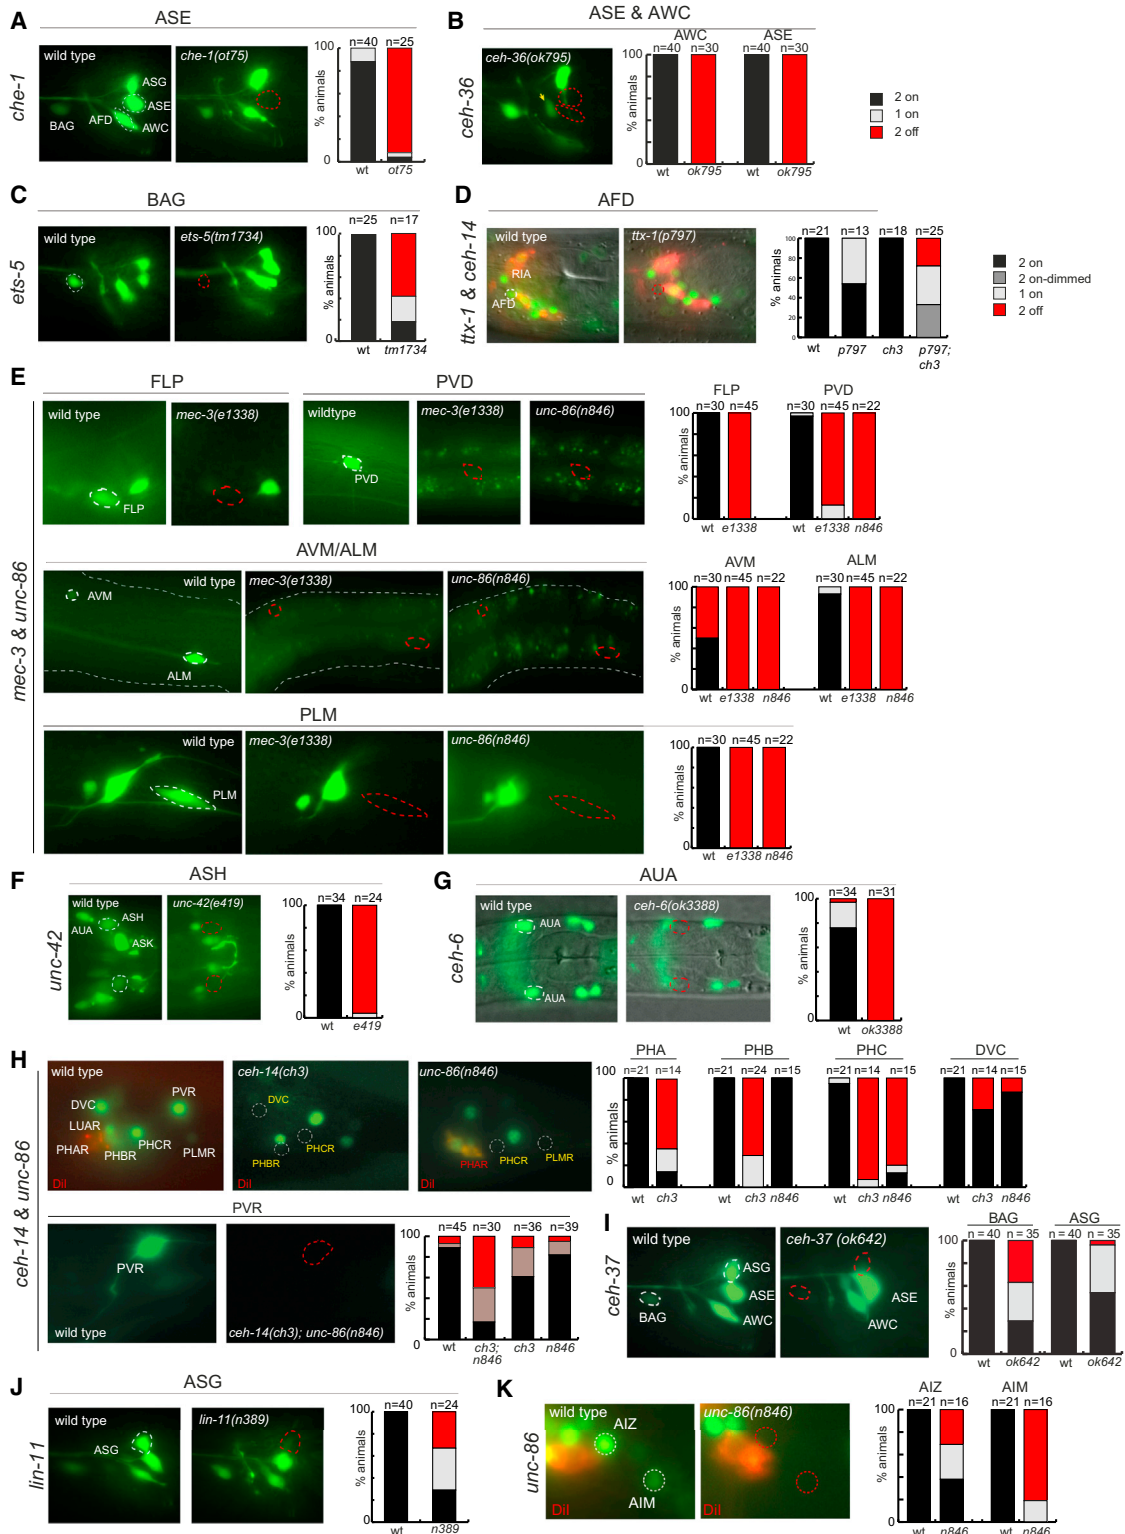 A
ASE
che-1
wild type
ASG
ASE
AFD
AWC
BAG
che-1(ot75)
n=40 n=25
100
% animals
0
wt ot75
B
ASE & AWC
ceh-36
ceh-36(ok795)
AWC ASE
n=40 n=30 n=40 n=30
100
% animals
0
wt ok795 wt ok795
2 on
1 on
2 off
C
BAG
ets-5
wild type
ets-5(tm1734)
n=25 n=17
100
% animals
0
wt tm1734
D
AFD
ttx-1 & ceh-14
wild type
RIA
AFD
ttx-1(p797)
n=21 n=13 n=18 n=25
100
80
60
40
20
0
% animals
wt p797 ch3 p797; ch3
2 on
2 on-dimmed
1 on
2 off
E
mec-3 & unc-86
FLP
wild type
FLP
mec-3(e1338)
PVD
wildtype
PVD
mec-3(e1338)
unc-86(n846)
FLP PVD
n=30 n=45 n=30 n=45 n=22
100
% animals
0
wt e1338 wt e1338 n846
AVM/ALM
wild type
AVM
ALM
mec-3(e1338)
unc-86(n846)
AVM ALM
n=30 n=45 n=22 n=30 n=45 n=22
100
% animals
0
wt e1338 n846 wt e1338 n846
PLM
wild type
PLM
mec-3(e1338)
unc-86(n846)
n=30 n=45 n=22
100
% animals
0
wt e1338 n846
F
ASH
unc-42
wild type
ASH
AUA
ASK
unc-42(e419)
n=34 n=24
100
% animals
0
wt e419
G
AUA
ceh-6
wild type
AUA
AUA
ceh-6(ok3388)
n=34 n=31
100
% animals
0
wt ok3388
H
ceh-14 & unc-86
wild type
DVC
PVR
LUAR
PHAR
PHBR
PHCR
PLMR
DiI
ceh-14(ch3)
DVC
PHCR
PHBR
unc-86(n846)
PHAR
PHCR
PLMR
DiI
PHA PHB PHC DVC
n=21 n=14 n=21 n=24 n=15 n=21 n=14 n=15 n=21 n=14 n=15
100
% animals
0
wt ch3 wt ch3 n846 wt ch3 n846 wt ch3 n846
PVR
PVR
wild type
ceh-14(ch3); unc-86(n846)
n=45 n=30 n=36 n=39
100
% animals
0
wt ch3; n846 ch3 n846
I
ceh-37
wild type
ASG
ASE
BAG
AWC
ceh-37 (ok642)
ASE
AWC
BAG ASG
n= 40 n= 35 n= 40 n= 35
100
% animals
0
wt ok642 wt ok642
J
ASG
lin-11
wild type
ASG
lin-11(n389)
n=40 n=24
100
% animals
0
wt n389
K
unc-86
wild type
AIZ
AIM
DiI
unc-86(n846)
DiI
AIZ AIM
n=21 n=16 n=21 n=16
100
% animals
0
wt n846 wt n846